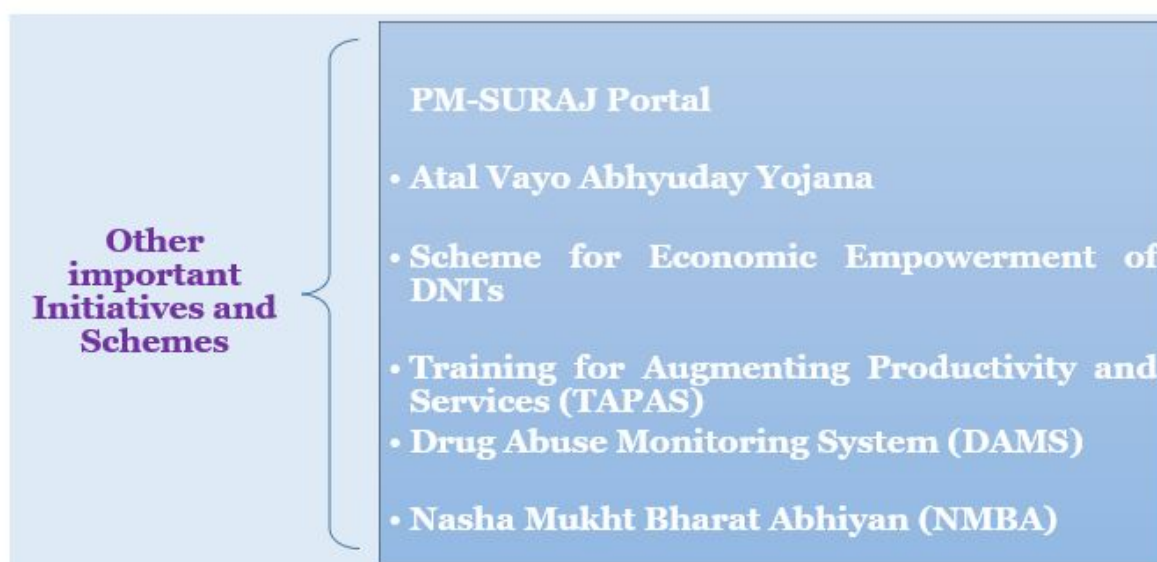 Other
important
Initiatives and
Schemes
PM-SURAJ Portal
• Atal Vayo Abhyuday Yojana
• Scheme for Economic Empowerment of
DNTs
• Training for Augmenting Productivity and
Services (TAPAS)
• Drug Abuse Monitoring System (DAMS)
• Nasha Mukht Bharat Abhiyan (NMBA)